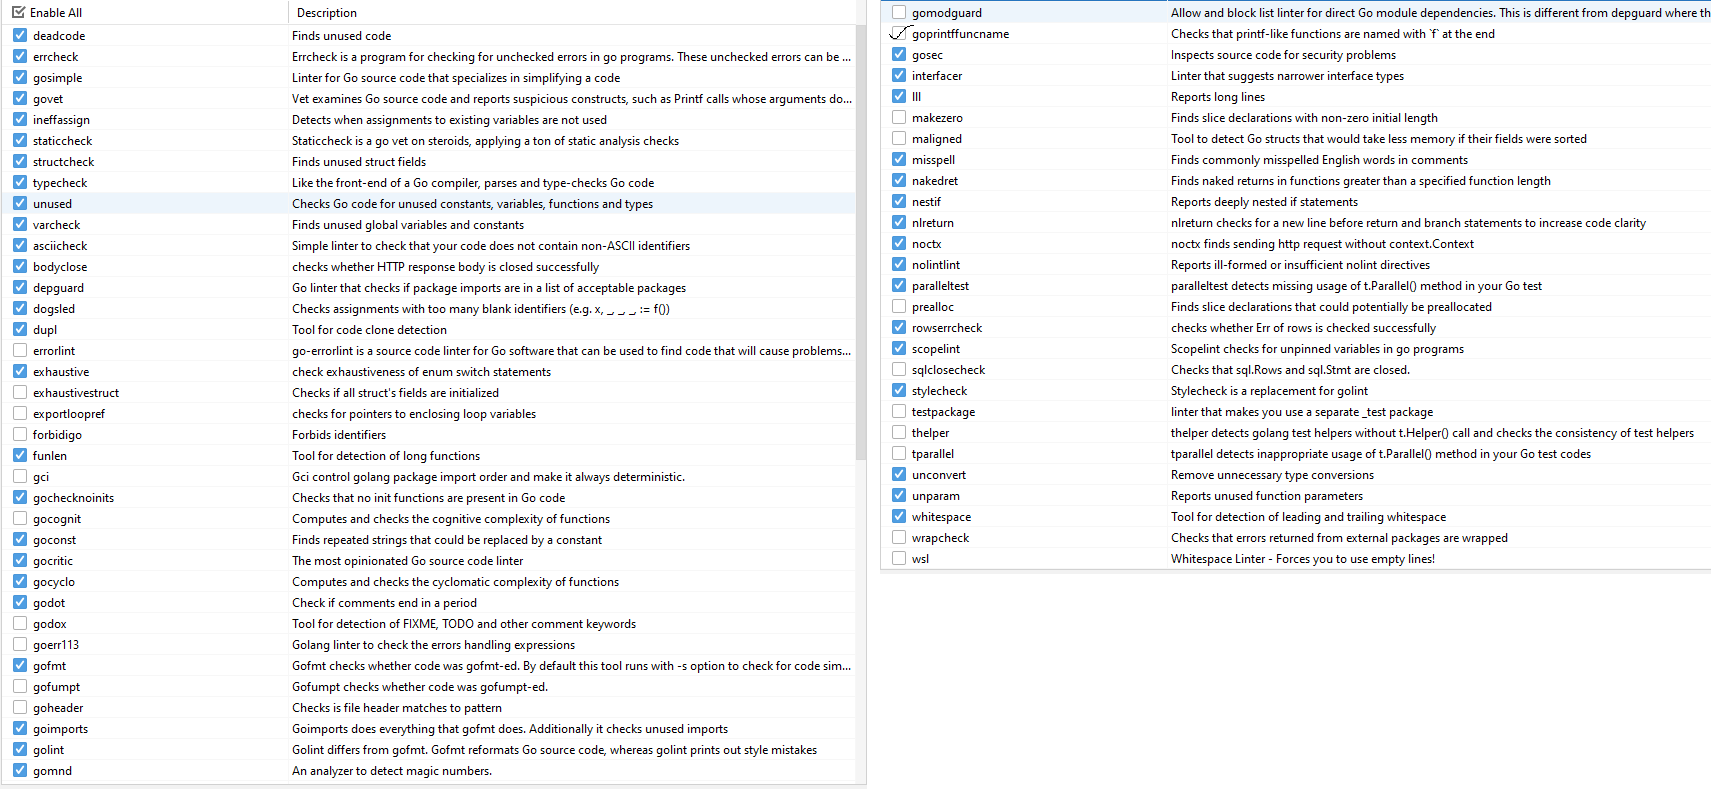 Enable All Description
deadcode Finds unused code
errcheck Errcheck is a program for checking for unchecked errors in go programs. These unchecked errors can be ...
gosimple Linter for Go source code that specializes in simplifying a code
govet Vet examines Go source code and reports suspicious constructs, such as Printf calls whose arguments do...
ineffassign Detects when assignments to existing variables are not used
staticcheck Staticcheck is a go vet on steroids, applying a ton of static analysis checks
structcheck Finds unused struct fields
typecheck Like the front-end of a Go compiler, parses and type-checks Go code
unused Checks Go code for unused constants, variables, functions and types
varcheck Finds unused global variables and constants
asciicheck Simple linter to check that your code does not contain non-ASCII identifiers
bodyclose checks whether HTTP response body is closed successfully
depguard Go linter that checks if package imports are in a list of acceptable packages
dogsled Checks assignments with too many blank identifiers (e.g. x, _, _, _, := f())
dupl Tool for code clone detection
errorlint go-errorlint is a source code linter for Go software that can be used to find code that will cause problems...
exhaustive check exhaustiveness of enum switch statements
exhaustivestruct Checks if all struct's fields are initialized
exportloopref checks for pointers to enclosing loop variables
forbidigo Forbids identifiers
funlen Tool for detection of long functions
gci Gci control golang package import order and make it always deterministic.
gochecknoinits Checks that no init functions are present in Go code
gocognit Computes and checks the cognitive complexity of functions
goconst Finds repeated strings that could be replaced by a constant
gocritic The most opinionated Go source code linter
gocyclo Computes and checks the cyclomatic complexity of functions
godot Check if comments end in a period
godox Tool for detection of FIXME, TODO and other comment keywords
goerr113 Golang linter to check the errors handling expressions
gofmt Gofmt checks whether code was gofmt-ed. By default this tool runs with -s option to check for code sim...
gofumpt Gofumpt checks whether code was gofumpt-ed.
goheader Checks is file header matches to pattern
goimports Goimports does everything that gofmt does. Additionally it checks unused imports
golint Golint differs from gofmt. Gofmt reformats Go source code, whereas golint prints out style mistakes
gomnd An analyzer to detect magic numbers.
gomodguard Allow and block list linter for direct Go module dependencies. This is different from depguard where th
goprintffuncname Checks that printf-like functions are named with `f` at the end
gosec Inspects source code for security problems
interfacer Linter that suggests narrower interface types
lll Reports long lines
makezero Finds slice declarations with non-zero initial length
maligned Tool to detect Go structs that would take less memory if their fields were sorted
misspell Finds commonly misspelled English words in comments
nakedret Finds naked returns in functions greater than a specified function length
nestif Reports deeply nested if statements
nlreturn nlreturn checks for a new line before return and branch statements to increase code clarity
noctx noctx finds sending http request without context.Context
nolintlint Reports ill-formed or insufficient nolint directives
paralleltest paralleltest detects missing usage of t.Parallel() method in your Go test
prealloc Finds slice declarations that could potentially be preallocated
rowserrcheck checks whether Err of rows is checked successfully
scopelint Scopelint checks for unpinned variables in go programs
sqlclosecheck Checks that sql.Rows and sql.Stmt are closed.
stylecheck Stylecheck is a replacement for golint
testpackage linter that makes you use a separate _test package
thelper thelper detects golang test helpers without t.Helper() call and checks the consistency of test helpers
tparallel tparallel detects inappropriate usage of t.Parallel() method in your Go test codes
unconvert Remove unnecessary type conversions
unparam Reports unused function parameters
whitespace Tool for detection of leading and trailing whitespace
wrapcheck Checks that errors returned from external packages are wrapped
wsl Whitespace Linter - Forces you to use empty lines!